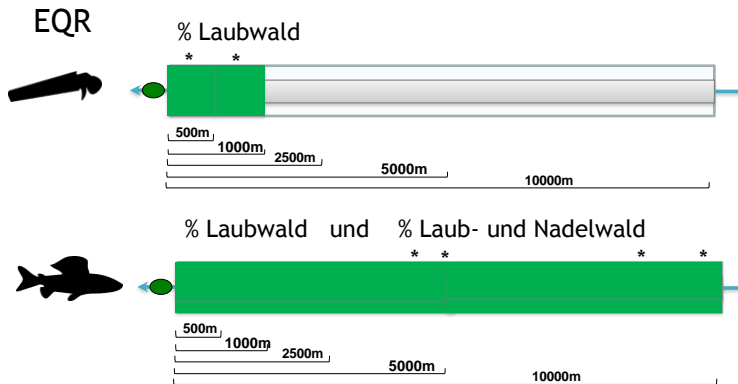 EQR
% Laubwald
* *
500m
1000m
2500m
5000m
10000m
% Laubwald und % Laub- und Nadelwald
* * * *
500m
1000m
2500m
5000m
10000m